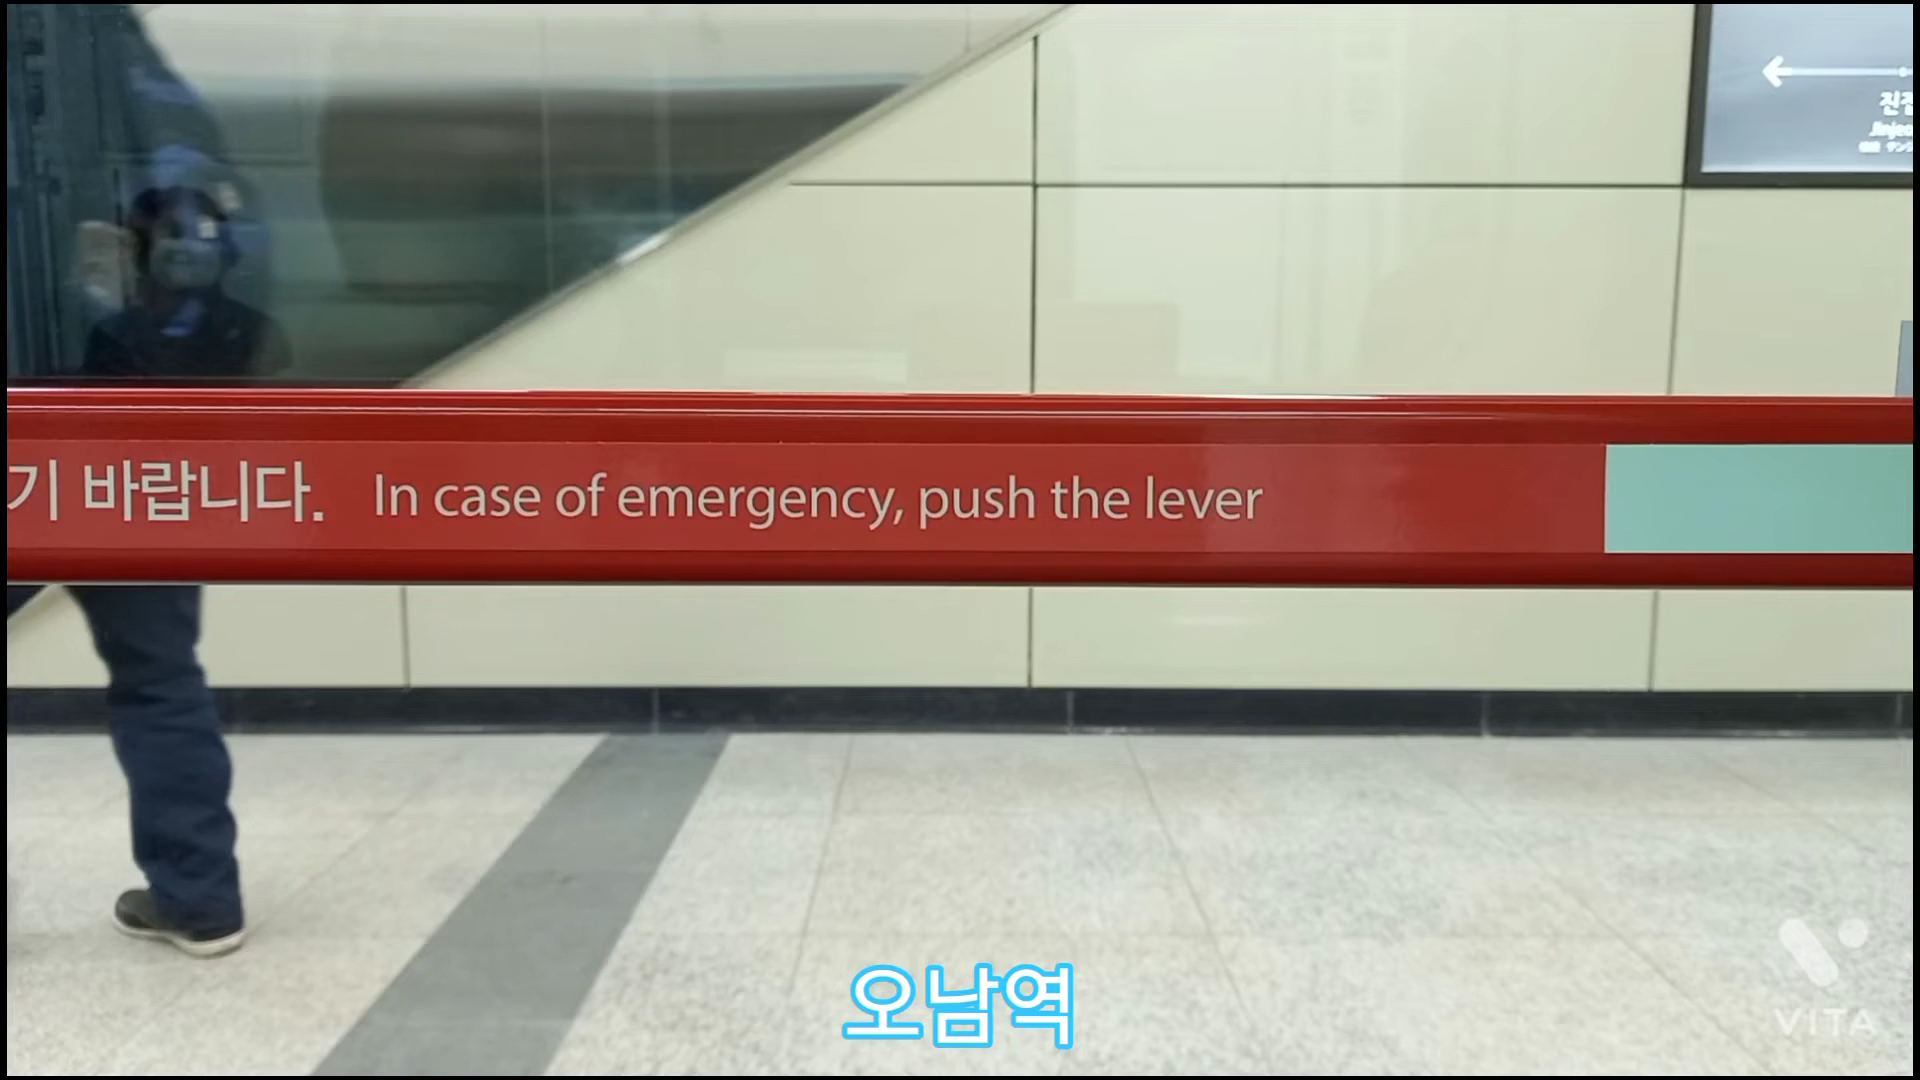 기 바랍니다. In case of emergency, push the lever
오남역
VITA